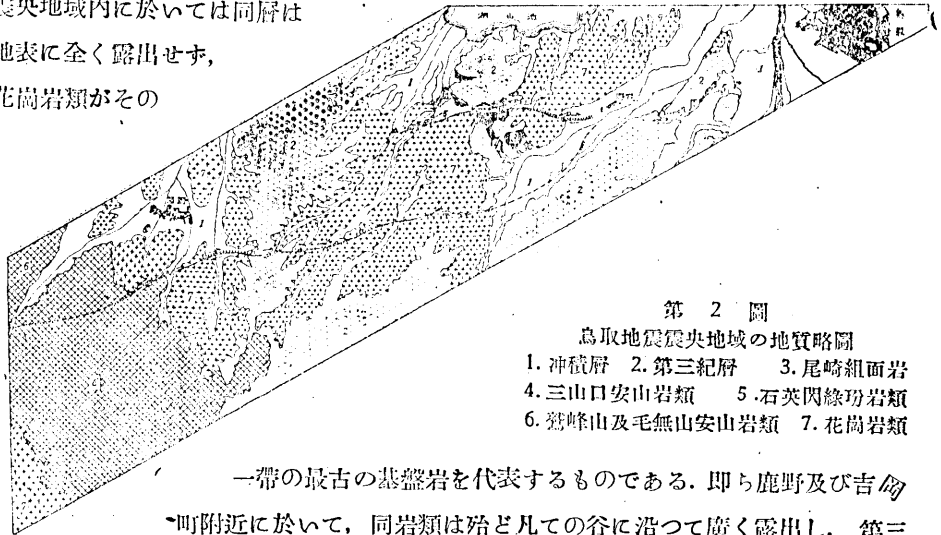 震央地域内に於いては同層は
地表に全く露出せず,
花崗岩類がその
湖山池
鳥取
第 2 圖
鳥取地震震央地域の地質略圖
1. 冲積層 2. 第三紀層 3. 尾崎組面岩
4. 三山口安山岩類 5. 石英閃綠玢岩類
6. 鷲峰山及毛無山安山岩類 7. 花崗岩類
一帶の最古の基盤岩を代表するものである. 卽ち鹿野及び吉岡
町附近に於いて, 同岩類は殆ど凡ての谷に沿つて廣く露出し, 第三